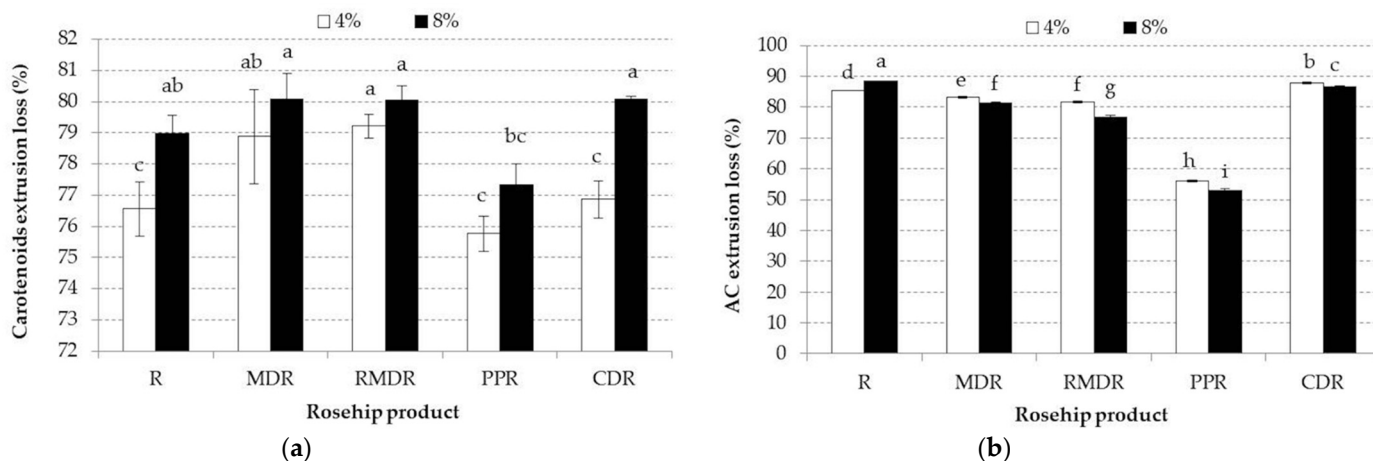 4% 8%
Carotenoids extrusion loss (%)
82
81
80
79
78
77
76
75
74
73
72
c ab ab a a a c bc c a
R MDR RMDR PPR CDR
Rosehip product
(a)
4% 8%
AC extrusion loss (%)
100
90
80
70
60
50
40
30
20
10
0
d a e f f g h i b c
R MDR RMDR PPR CDR
Rosehip product
(b)